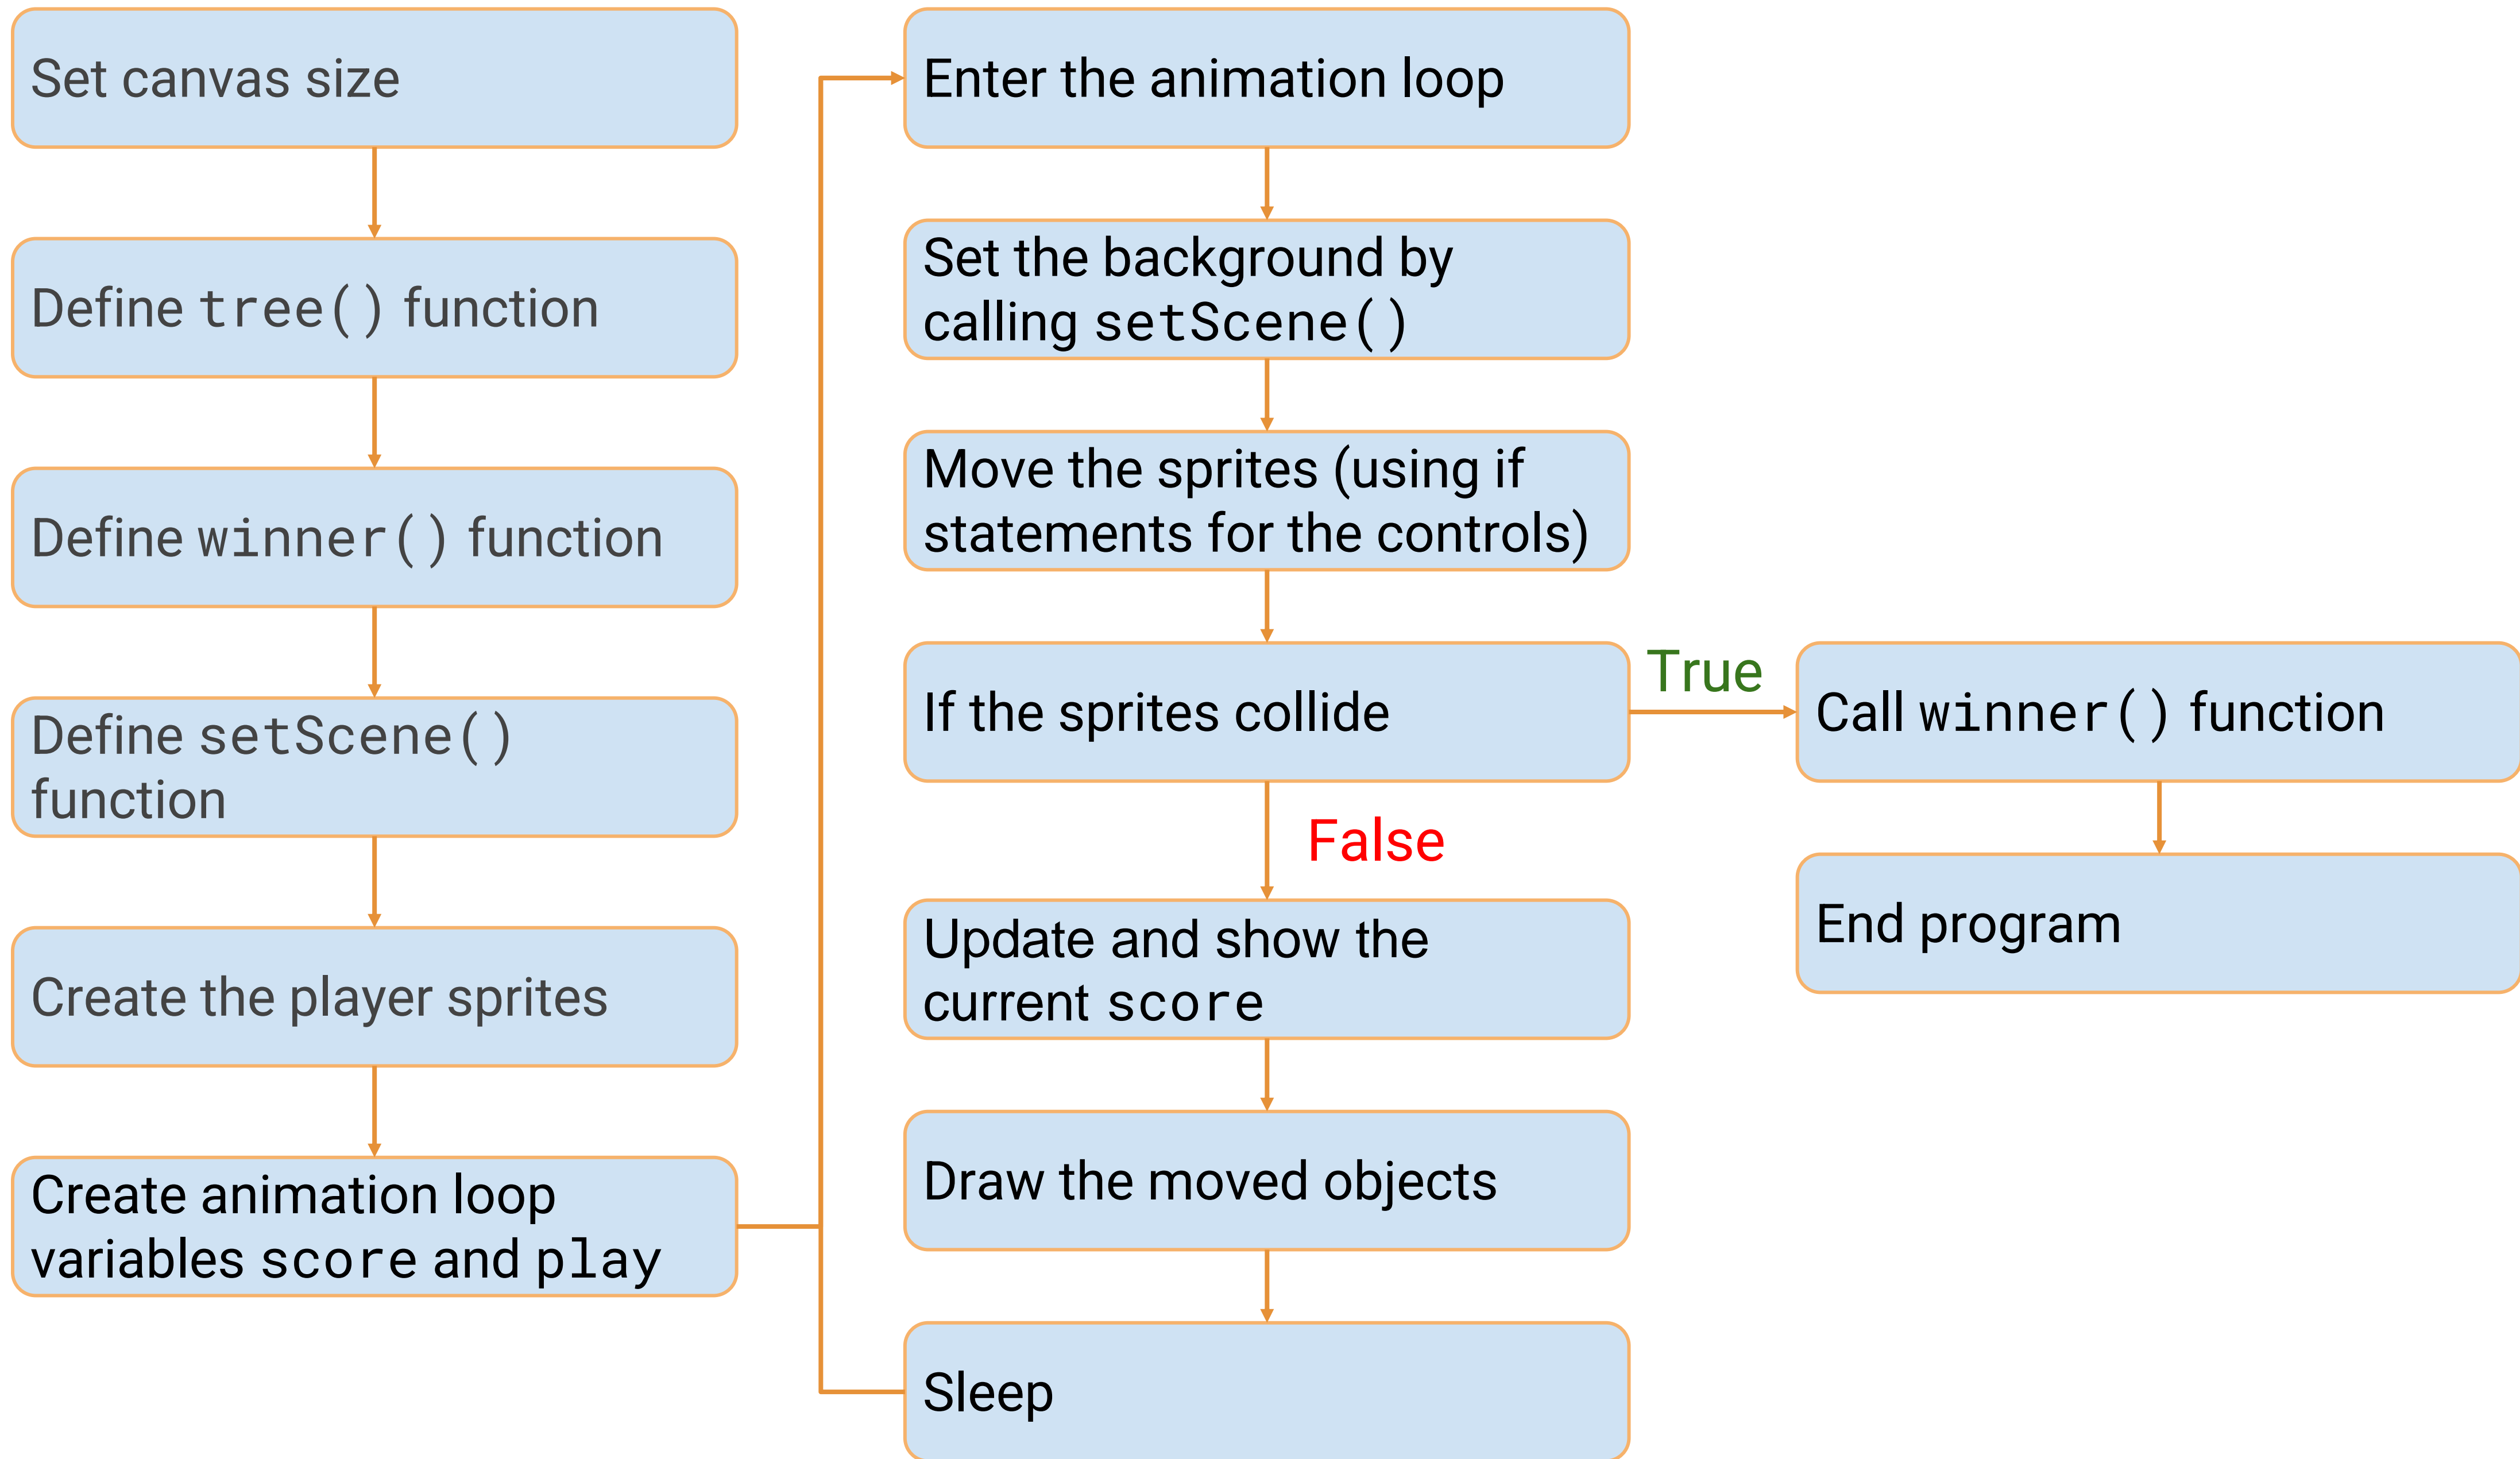 Set canvas size
Define tree() function
Define winner() function
Define setScene()
function
Create the player sprites
Create animation loop
variables score and play
Enter the animation loop
Set the background by
calling setScene()
Move the sprites (using if
statements for the controls)
If the sprites collide
True
False
Update and show the
current score
Draw the moved objects
Sleep
Call winner() function
End program